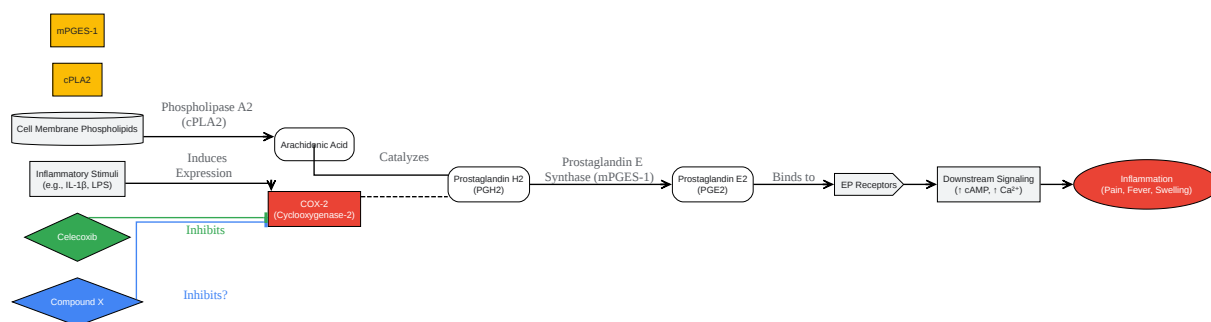 mPGES-1
cPLA2
Phospholipase A2
(cPLA2)
Cell Membrane Phospholipids
Arachidonic Acid
Induces
Expression
Catalyzes
Inflammatory Stimuli
(e.g., IL-1β, LPS)
Prostaglandin H2
(PGH2)
Prostaglandin E
Synthase (mPGES-1)
Prostaglandin E2
(PGE2)
Binds to
EP Receptors
Downstream Signaling
(↑ cAMP, ↑ Ca²⁺)
Inflammation
(Pain, Fever, Swelling)
COX-2
(Cyclooxygenase-2)
Celecoxib
Inhibits
Compound X
Inhibits?